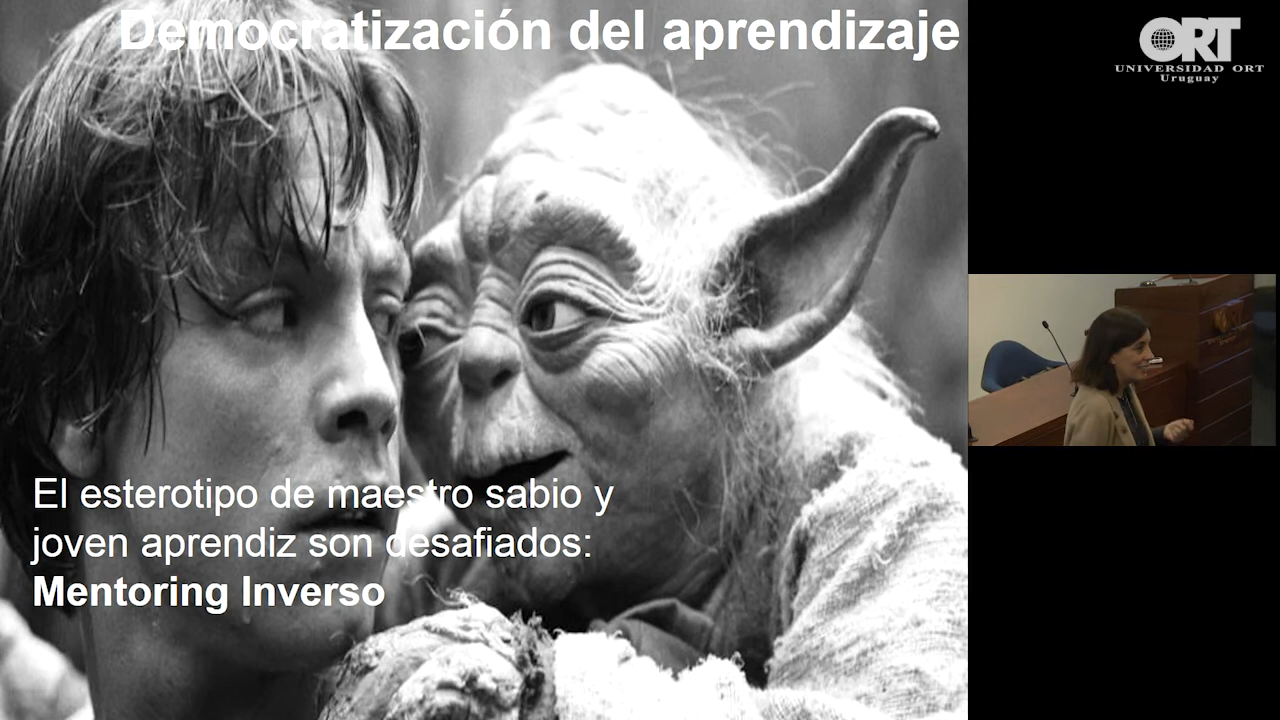 Democratización del aprendizaje
El esterotipo de maestro sabio y
joven aprendiz son desafiados:
Mentoring Inverso
ORT
UNIVERSIDAD ORT
Uruguay